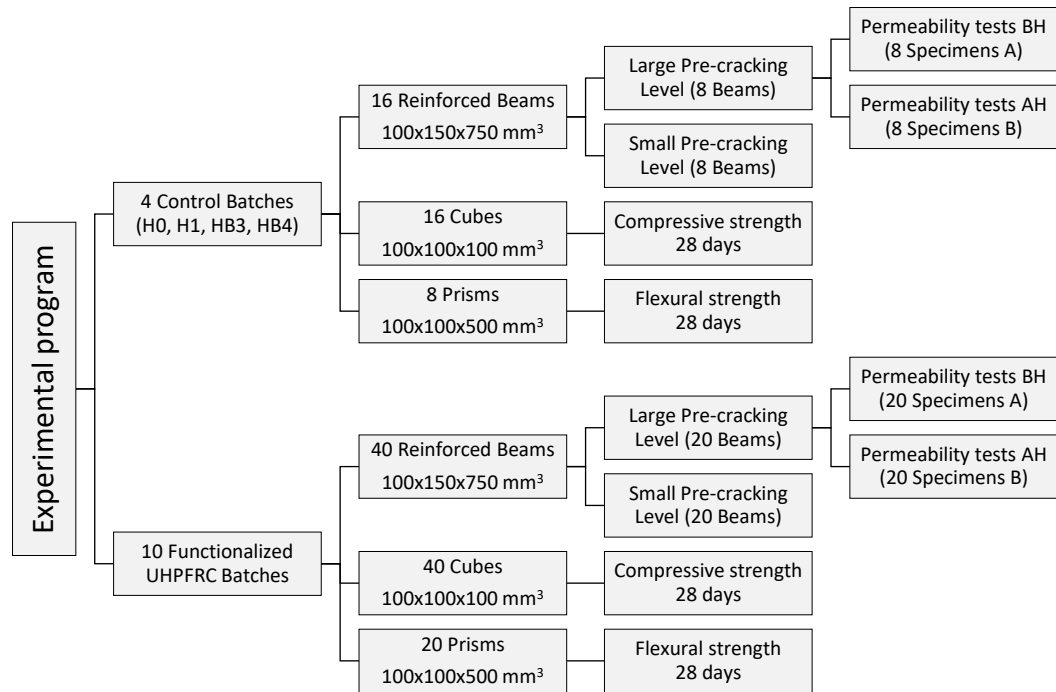 Experimental program
4 Control Batches
(H0, H1, HB3, HB4)
16 Reinforced Beams
100x150x750 mm³
Large Pre-cracking
Level (8 Beams)
Permeability tests BH
(8 Specimens A)
Permeability tests AH
(8 Specimens B)
Small Pre-cracking
Level (8 Beams)
16 Cubes
100x100x100 mm³
Compressive strength
28 days
8 Prisms
100x100x500 mm³
Flexural strength
28 days
10 Functionalized
UHPFRC Batches
40 Reinforced Beams
100x150x750 mm³
Large Pre-cracking
Level (20 Beams)
Permeability tests BH
(20 Specimens A)
Permeability tests AH
(20 Specimens B)
Small Pre-cracking
Level (20 Beams)
40 Cubes
100x100x100 mm³
Compressive strength
28 days
20 Prisms
100x100x500 mm³
Flexural strength
28 days